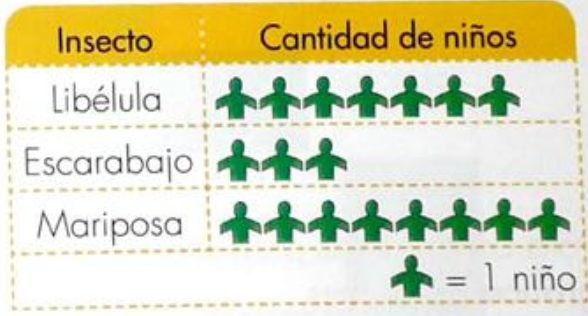 Insecto Cantidad de niños
Libélula
Escarabajo
Mariposa
= 1 niño